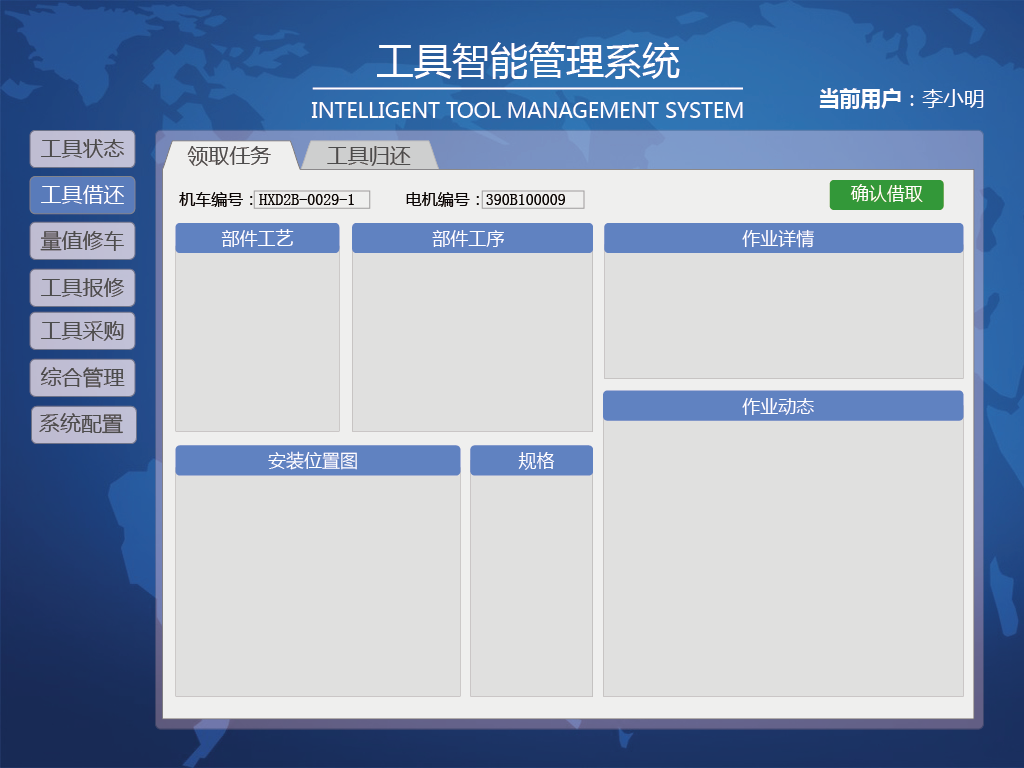 工具智能管理系统
INTELLIGENT TOOL MANAGEMENT SYSTEM
当前用户：李小明
工具状态
工具借还
量值修车
工具报修
工具采购
综合管理
系统配置
领取任务 工具归还
机车编号：HXD2B-0029-1 电机编号：390B100009 确认借取
部件工艺 部件工序 作业详情
作业动态
安装位置图 规格